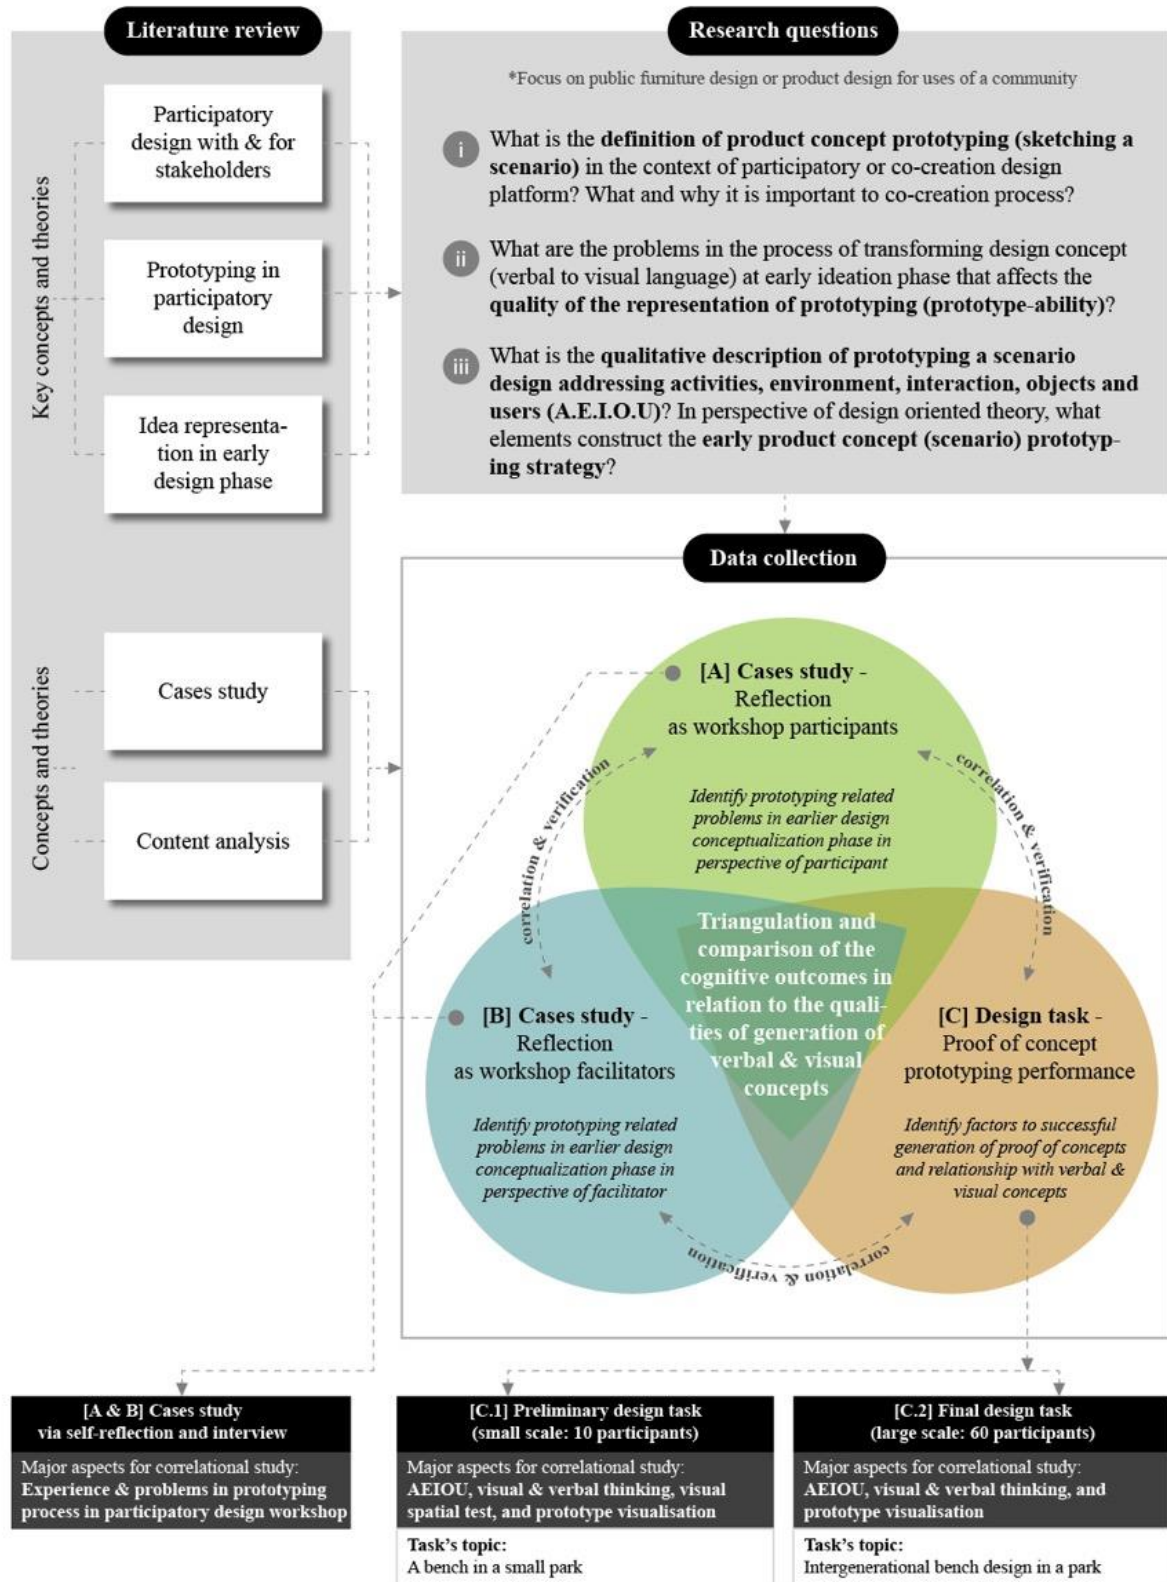 Literature review
Key concepts and theories
Participatory
design with & for
stakeholders
Prototyping in
participatory
design
Idea representa-
tion in early
design phase
Concepts and theories
Cases study
Content analysis
Research questions
*Focus on public furniture design or product design for uses of a community
i What is the definition of product concept prototyping (sketching a
scenario) in the context of participatory or co-creation design
platform? What and why it is important to co-creation process?
ii What are the problems in the process of transforming design concept
(verbal to visual language) at early ideation phase that affects the
quality of the representation of prototyping (prototype-ability)?
iii What is the qualitative description of prototyping a scenario
design addressing activities, environment, interaction, objects and
users (A.E.I.O.U)? In perspective of design oriented theory, what
elements construct the early product concept (scenario) prototyp-
ing strategy?
Data collection
[A] Cases study -
Reflection
as workshop participants
Identify prototyping related
problems in earlier design
conceptualization phase in
perspective of participant
correlation & verification
correlation & verification
Triangulation and
comparison of the
cognitive outcomes in
relation to the quali-
ties of generation of
verbal & visual
concepts
[B] Cases study -
Reflection
as workshop facilitators
Identify prototyping related
problems in earlier design
conceptualization phase in
perspective of facilitator
[C] Design task -
Proof of concept
prototyping performance
Identify factors to successful
generation of proof of concepts
and relationship with verbal &
visual concepts
correlation & verification
[A & B] Cases study
via self-reflection and interview
Major aspects for correlational study:
Experience & problems in prototyping
process in participatory design workshop
[C.1] Preliminary design task
(small scale: 10 participants)
Major aspects for correlational study:
AEIOU, visual & verbal thinking, visual
spatial test, and prototype visualisation
Task's topic:
A bench in a small park
[C.2] Final design task
(large scale: 60 participants)
Major aspects for correlational study:
AEIOU, visual & verbal thinking, and
prototype visualisation
Task's topic:
Intergenerational bench design in a park